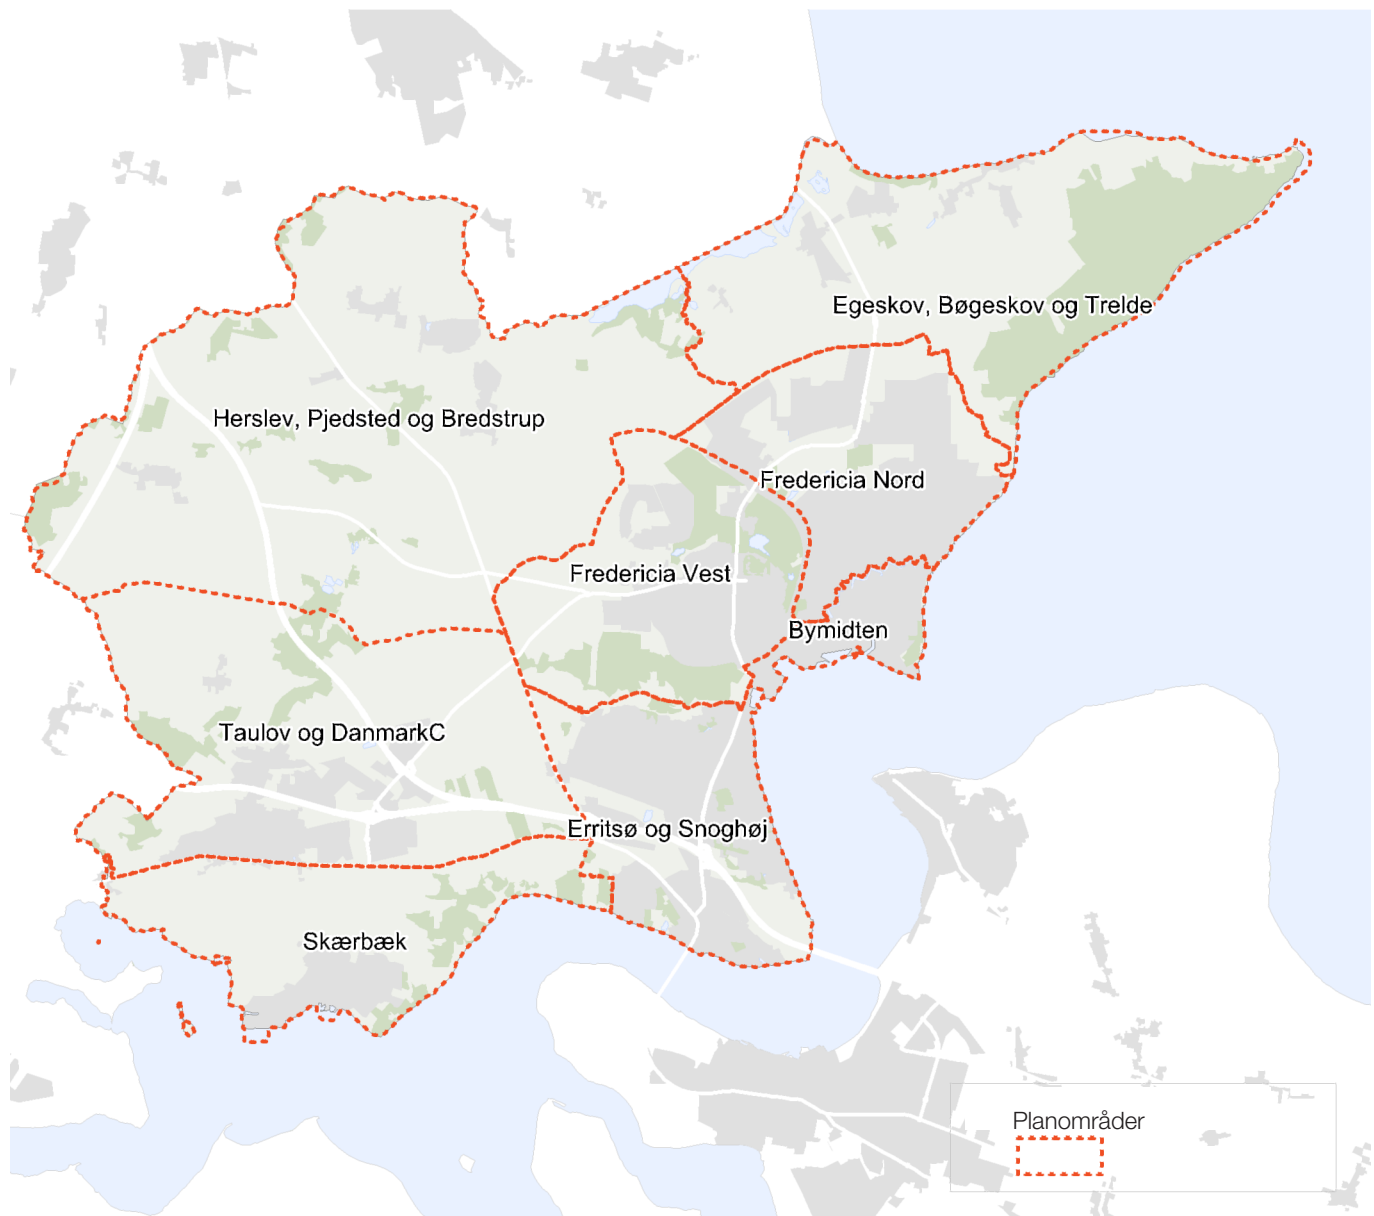 Egeskov, Bøgeskov og Trelde
Herslev, Pjedsted og Bredstrup
Fredericia Nord
Fredericia Vest
Bymidten
Taulov og DanmarkC
Erritsø og Snoghøj
Skærbæk
Planområder